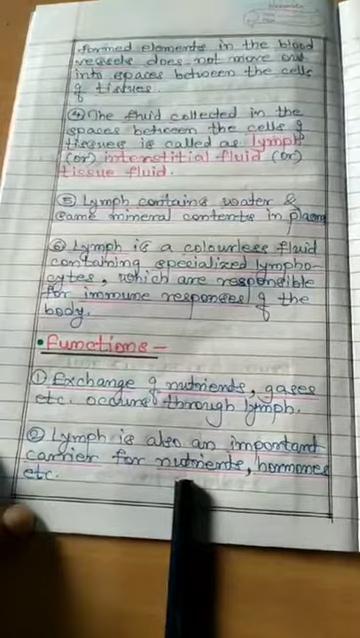 formed elements in the blood
vessels does not move out
into spaces between the cells
of tissues.
④ The fluid collected in the
spaces between the cells of
tissues is called as lymph
(or) interstitial fluid (or)
tissue fluid.
⑤ Lymph contains water &
same mineral contents in plasma
⑥ Lymph is a colourless fluid
containing specialized lympho-
cytes, which are responsible
for immune responses of the
body.
• Functions -
① Exchange of nutrients, gases
etc. occurs through lymph.
② Lymph is also an important
carrier for nutrients, hormones
etc.